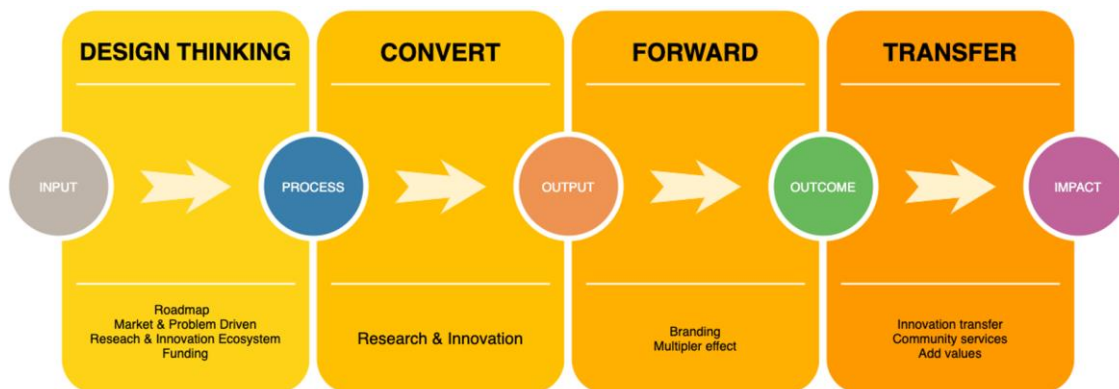 DESIGN THINKING
CONVERT
FORWARD
TRANSFER
INPUT
PROCESS
OUTPUT
OUTCOME
IMPACT
Roadmap
Market & Problem Driven
Reseach & Innovation Ecosystem
Funding
Research & Innovation
Branding
Multipler effect
Innovation transfer
Community services
Add values